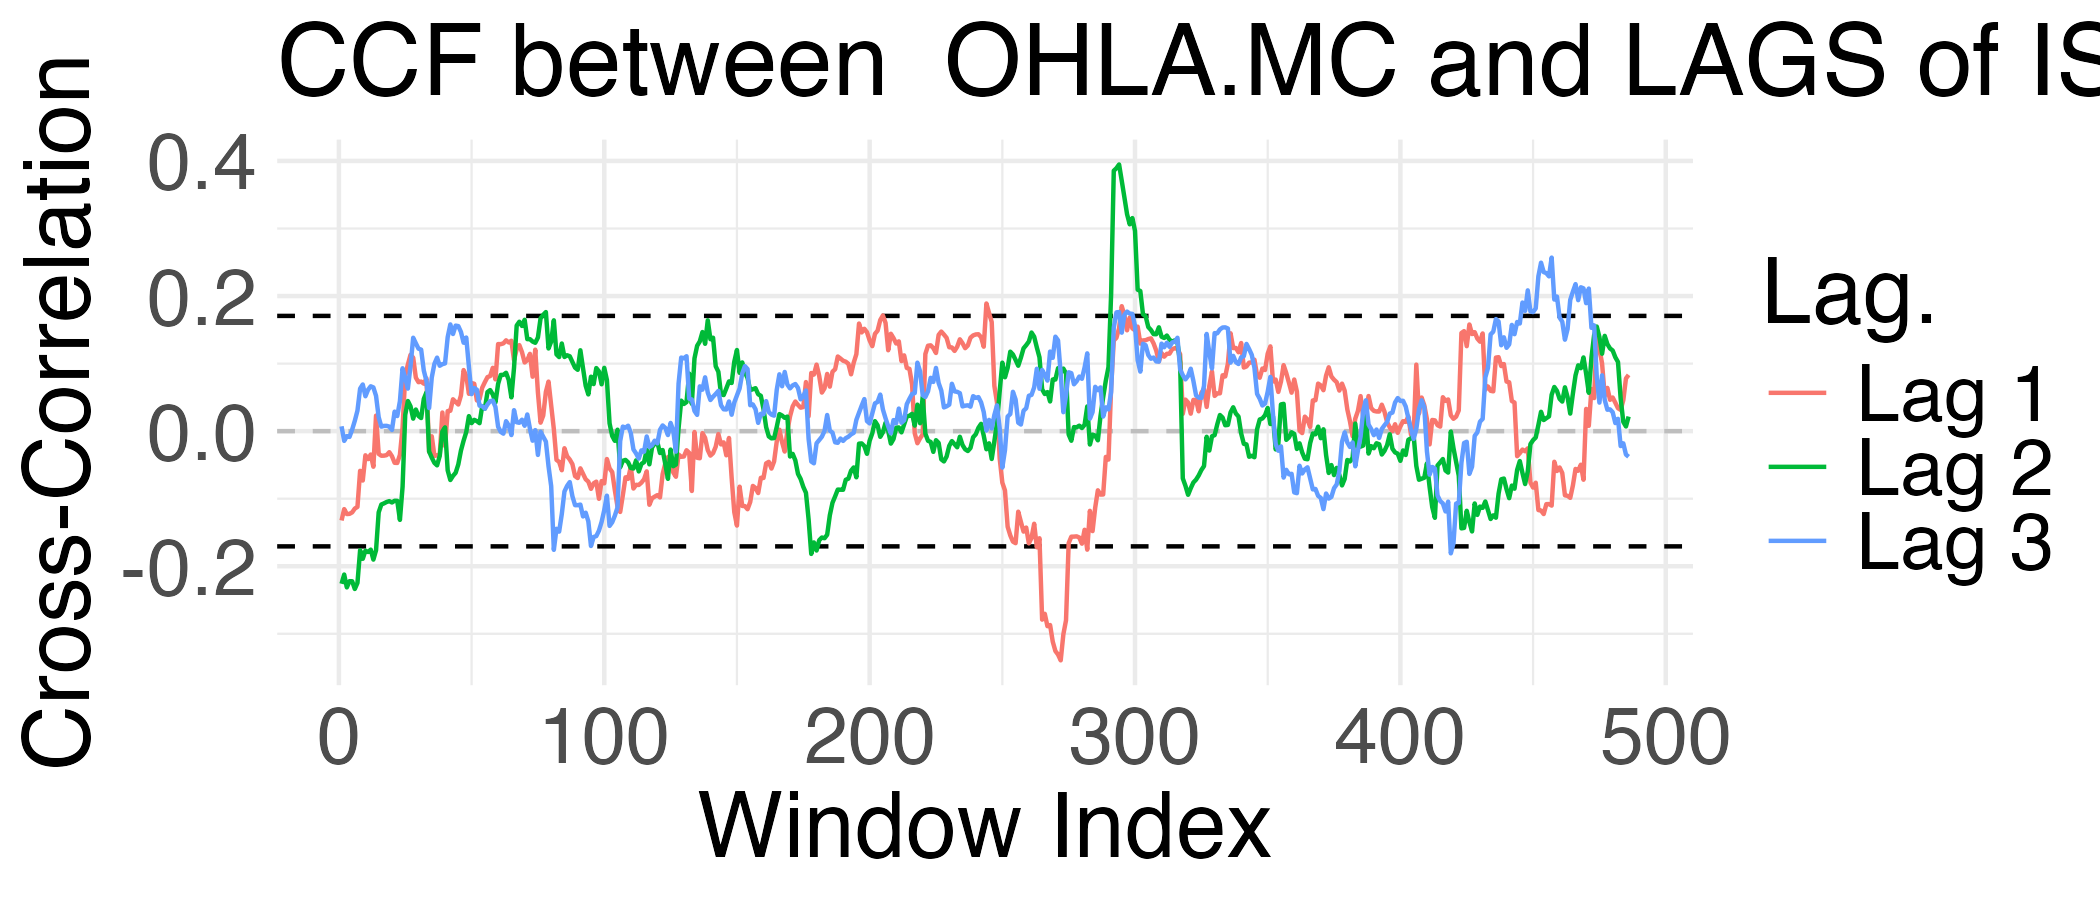 CCF between  OHLA.MC and LAGS of IS
Cross-Correlation
0.4
0.2
0.0
-0.2
0
100
200
300
400
500
Window Index
Lag.
Lag 1
Lag 2
Lag 3